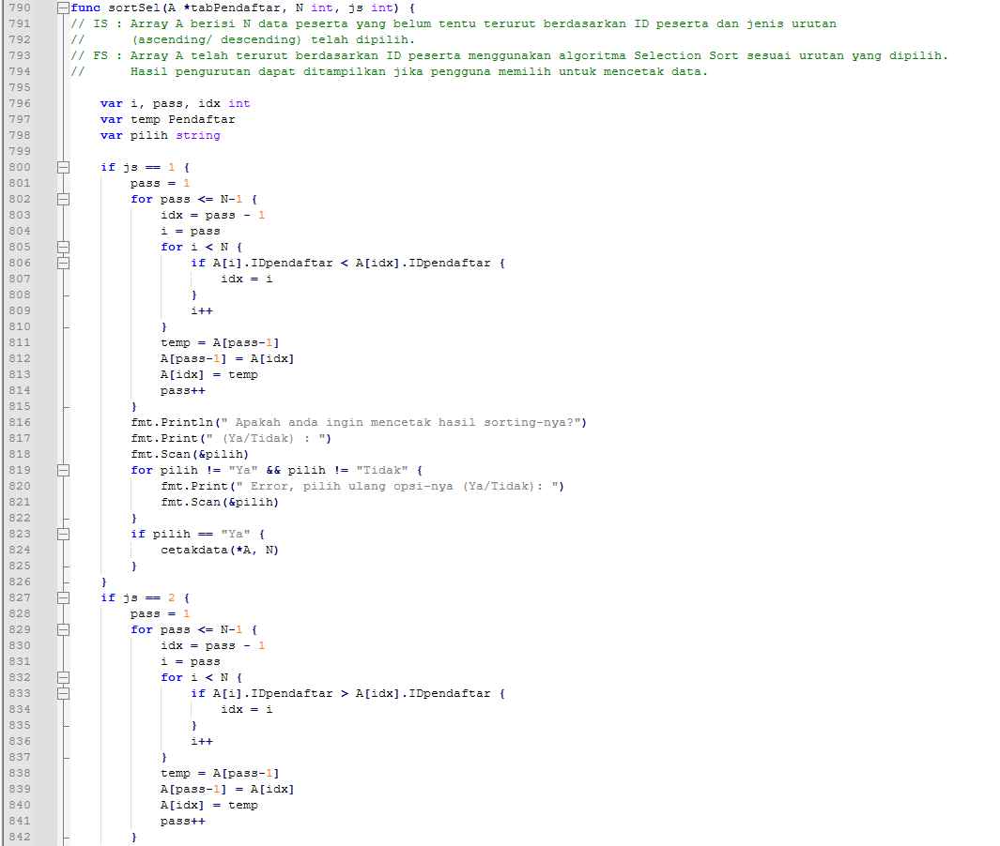 790 func sortSel(A *tabPendaftar, N int, js int) {
791 // IS : Array A berisi N data peserta yang belum tentu terurut berdasarkan ID peserta dan jenis urutan
792 //      (ascending/ descending) telah dipilih.
793 // FS : Array A telah terurut berdasarkan ID peserta menggunakan algoritma Selection Sort sesuai urutan yang dipilih.
794 //      Hasil pengurutan dapat ditampilkan jika pengguna memilih untuk mencetak data.
795
796     var i, pass, idx int
797     var temp Pendaftar
798     var pilih string
799
800     if js == 1 {
801         pass = 1
802         for pass <= N-1 {
803             idx = pass - 1
804             i = pass
805             for i < N {
806                 if A[i].IDpendaftar < A[idx].IDpendaftar {
807                     idx = i
808                 }
809                 i++
810             }
811             temp = A[pass-1]
812             A[pass-1] = A[idx]
813             A[idx] = temp
814             pass++
815         }
816         fmt.Println(" Apakah anda ingin mencetak hasil sorting-nya?")
817         fmt.Print(" (Ya/Tidak) : ")
818         fmt.Scan(&pilih)
819         for pilih != "Ya" && pilih != "Tidak" {
820             fmt.Print(" Error, pilih ulang opsi-nya (Ya/Tidak): ")
821             fmt.Scan(&pilih)
822         }
823         if pilih == "Ya" {
824             cetakdata(*A, N)
825         }
826     }
827     if js == 2 {
828         pass = 1
829         for pass <= N-1 {
830             idx = pass - 1
831             i = pass
832             for i < N {
833                 if A[i].IDpendaftar > A[idx].IDpendaftar {
834                     idx = i
835                 }
836                 i++
837             }
838             temp = A[pass-1]
839             A[pass-1] = A[idx]
840             A[idx] = temp
841             pass++
842         }